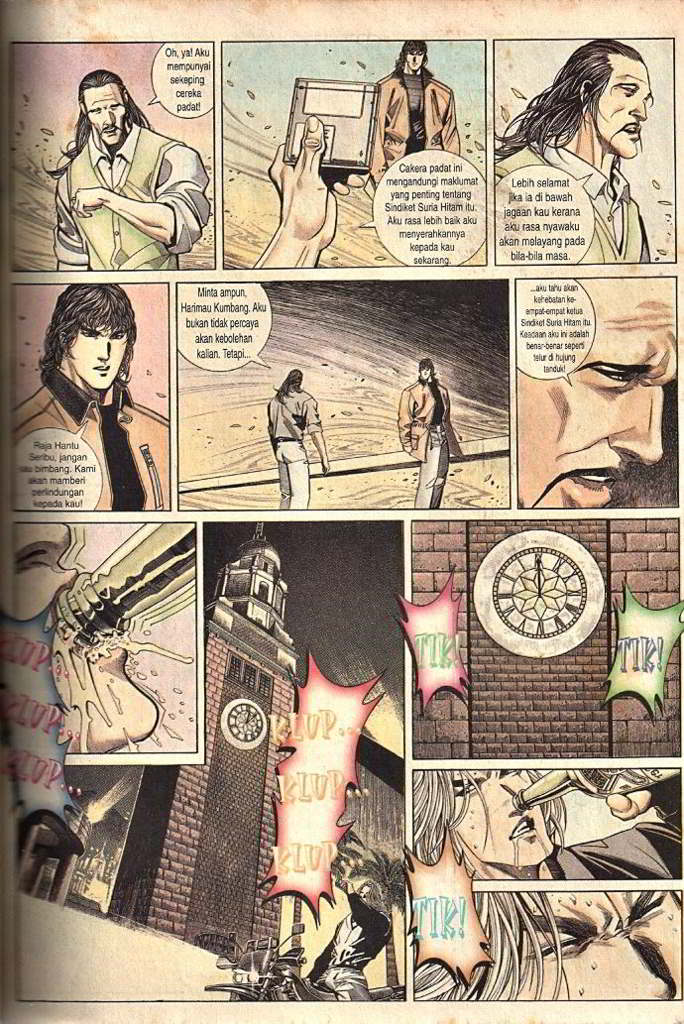 Oh, ya! Aku
mempunyai
sekeping
cereka
padat!
Cakera padat ini
mengandungi maklumat
yang penting tentang
Sindiket Suria Hitam itu.
Aku rasa lebih baik aku
menyerahkannya
kepada kau
sekarang.
Lebih selamat
jika ia di bawah
jagaan kau kerana
aku rasa nyawaku
akan melayang pada
bila-bila masa.
Raja Hantu
Seribu, jangan
kau bimbang. Kami
akan memberi
perlindungan
kepada kau!
Minta ampun,
Harimau Kumbang. Aku
bukan tidak percaya
akan kebolehan
kalian. Tetapi...
...aku tahu akan
kehebatan ke-
empat-empat ketua
Sindiket Suria Hitam itu.
Keadaan aku ini adalah
benar-benar seperti
telur di hujung
tanduk!
KLUP...
KLUP...
KLUP...
KLUP...
KLUP...
KLUP
TIK!
TIK!
TIK!